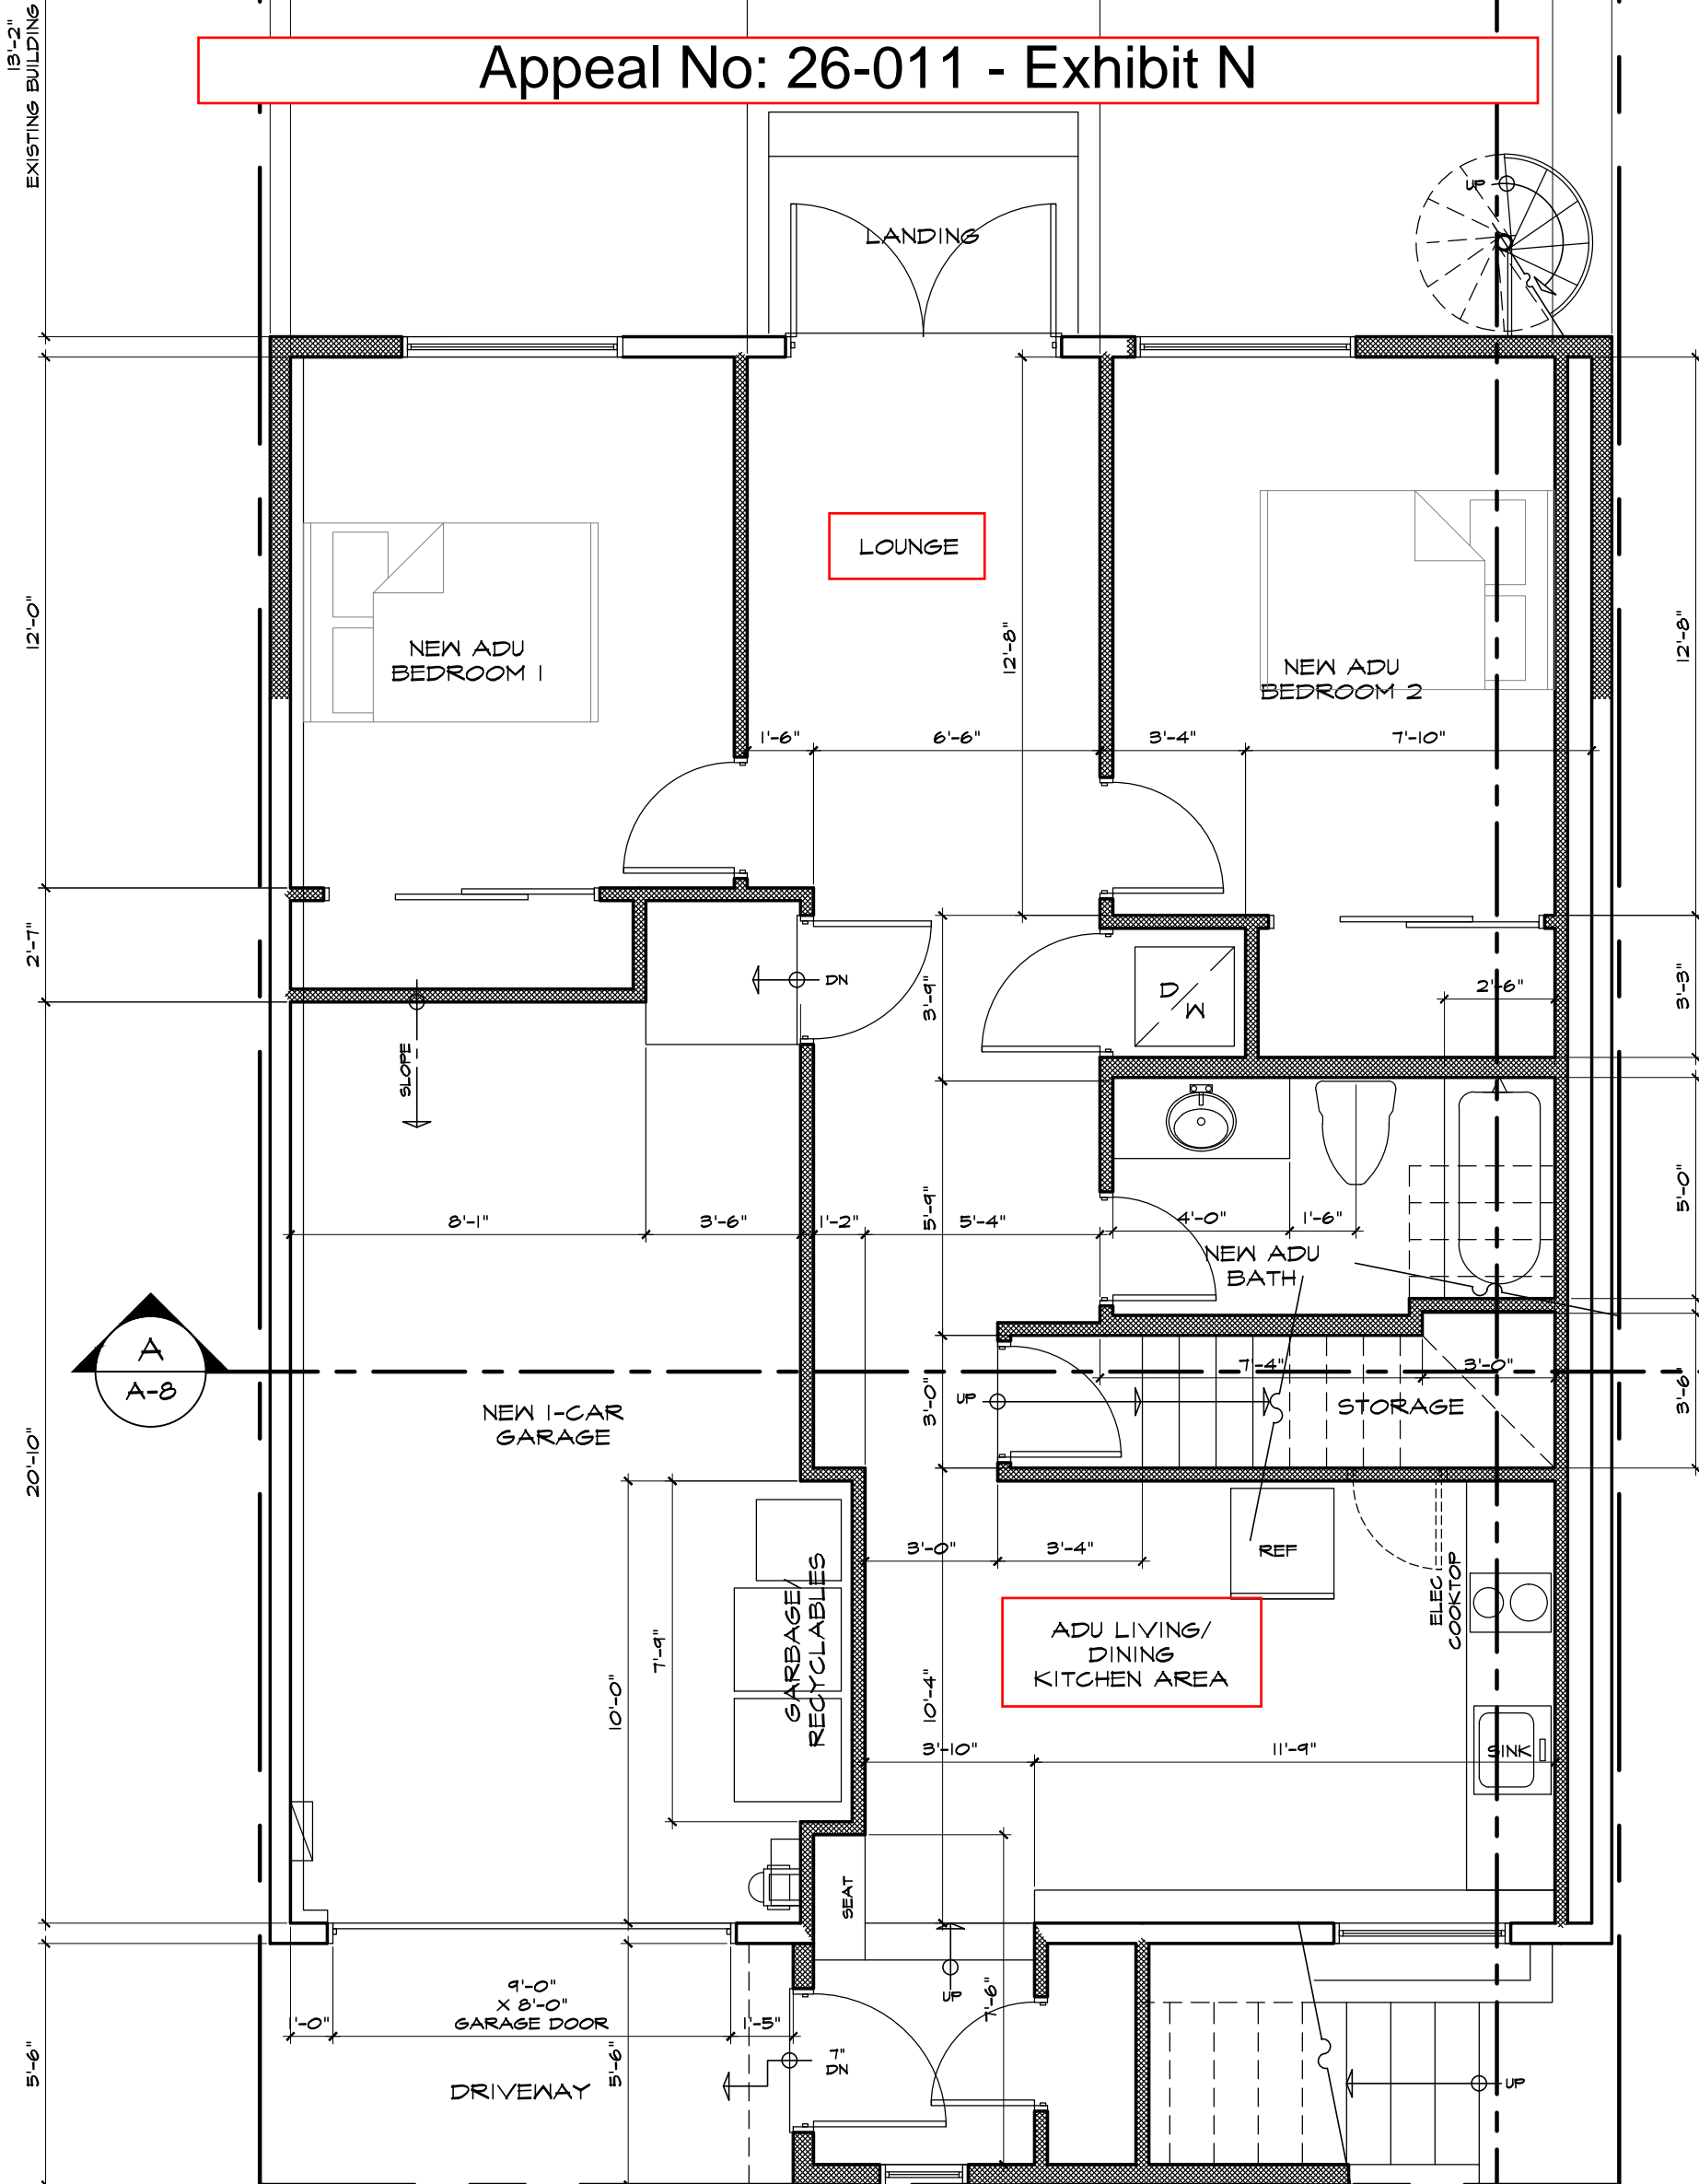 13'-2"
EXISTING BUILDING
Appeal No: 26-011 - Exhibit N
UP
LANDING
LOUNGE
12'-0"
12'-8"
12'-8"
NEW ADU
BEDROOM 1
NEW ADU
BEDROOM 2
1'-6"
6'-6"
3'-4"
7'-10"
2'-7"
DN
3'-9"
D
W
2'-6"
3'-3"
SLOPE
8'-1"
3'-6"
1'-2"
5'-9"
5'-4"
4'-0"
1'-6"
5'-0"
NEW ADU
BATH
A
A-8
7'-4"
3'-0"
3'-6"
UP
3'-0"
STORAGE
NEW 1-CAR
GARAGE
20'-10"
3'-0"
3'-4"
REF
ELEC
COOKTOP
GARBAGE/
RECYCLABLES
7'-9"
10'-0"
ADU LIVING/
DINING
KITCHEN AREA
10'-4"
3'-10"
11'-9"
SINK
SEAT
9'-0"
X 8'-0"
GARAGE DOOR
1'-0"
1'-5"
UP
7'-6"
7"
DN
5'-6"
5'-6"
DRIVEWAY
UP